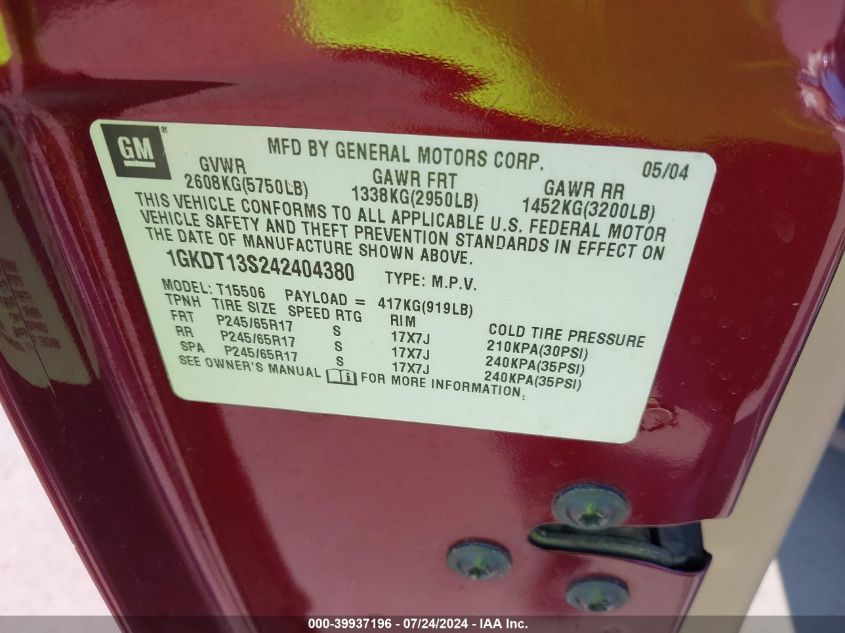 GM®
MFD BY GENERAL MOTORS CORP. 05/04
GVWR GAWR FRT GAWR RR
2608KG(5750LB) 1338KG(2950LB) 1452KG(3200LB)
THIS VEHICLE CONFORMS TO ALL APPLICABLE U.S. FEDERAL MOTOR
VEHICLE SAFETY AND THEFT PREVENTION STANDARDS IN EFFECT ON
THE DATE OF MANUFACTURE SHOWN ABOVE.
1GKDT13S242404380 TYPE: M.P.V.
MODEL: T15506 PAYLOAD = 417KG(919LB)
TPNH TIRE SIZE SPEED RTG RIM COLD TIRE PRESSURE
FRT P245/65R17 S 17X7J 210KPA(30PSI)
RR P245/65R17 S 17X7J 240KPA(35PSI)
SPA P245/65R17 S 17X7J 240KPA(35PSI)
SEE OWNER'S MANUAL FOR MORE INFORMATION:
000-39937196 - 07/24/2024 - IAA Inc.